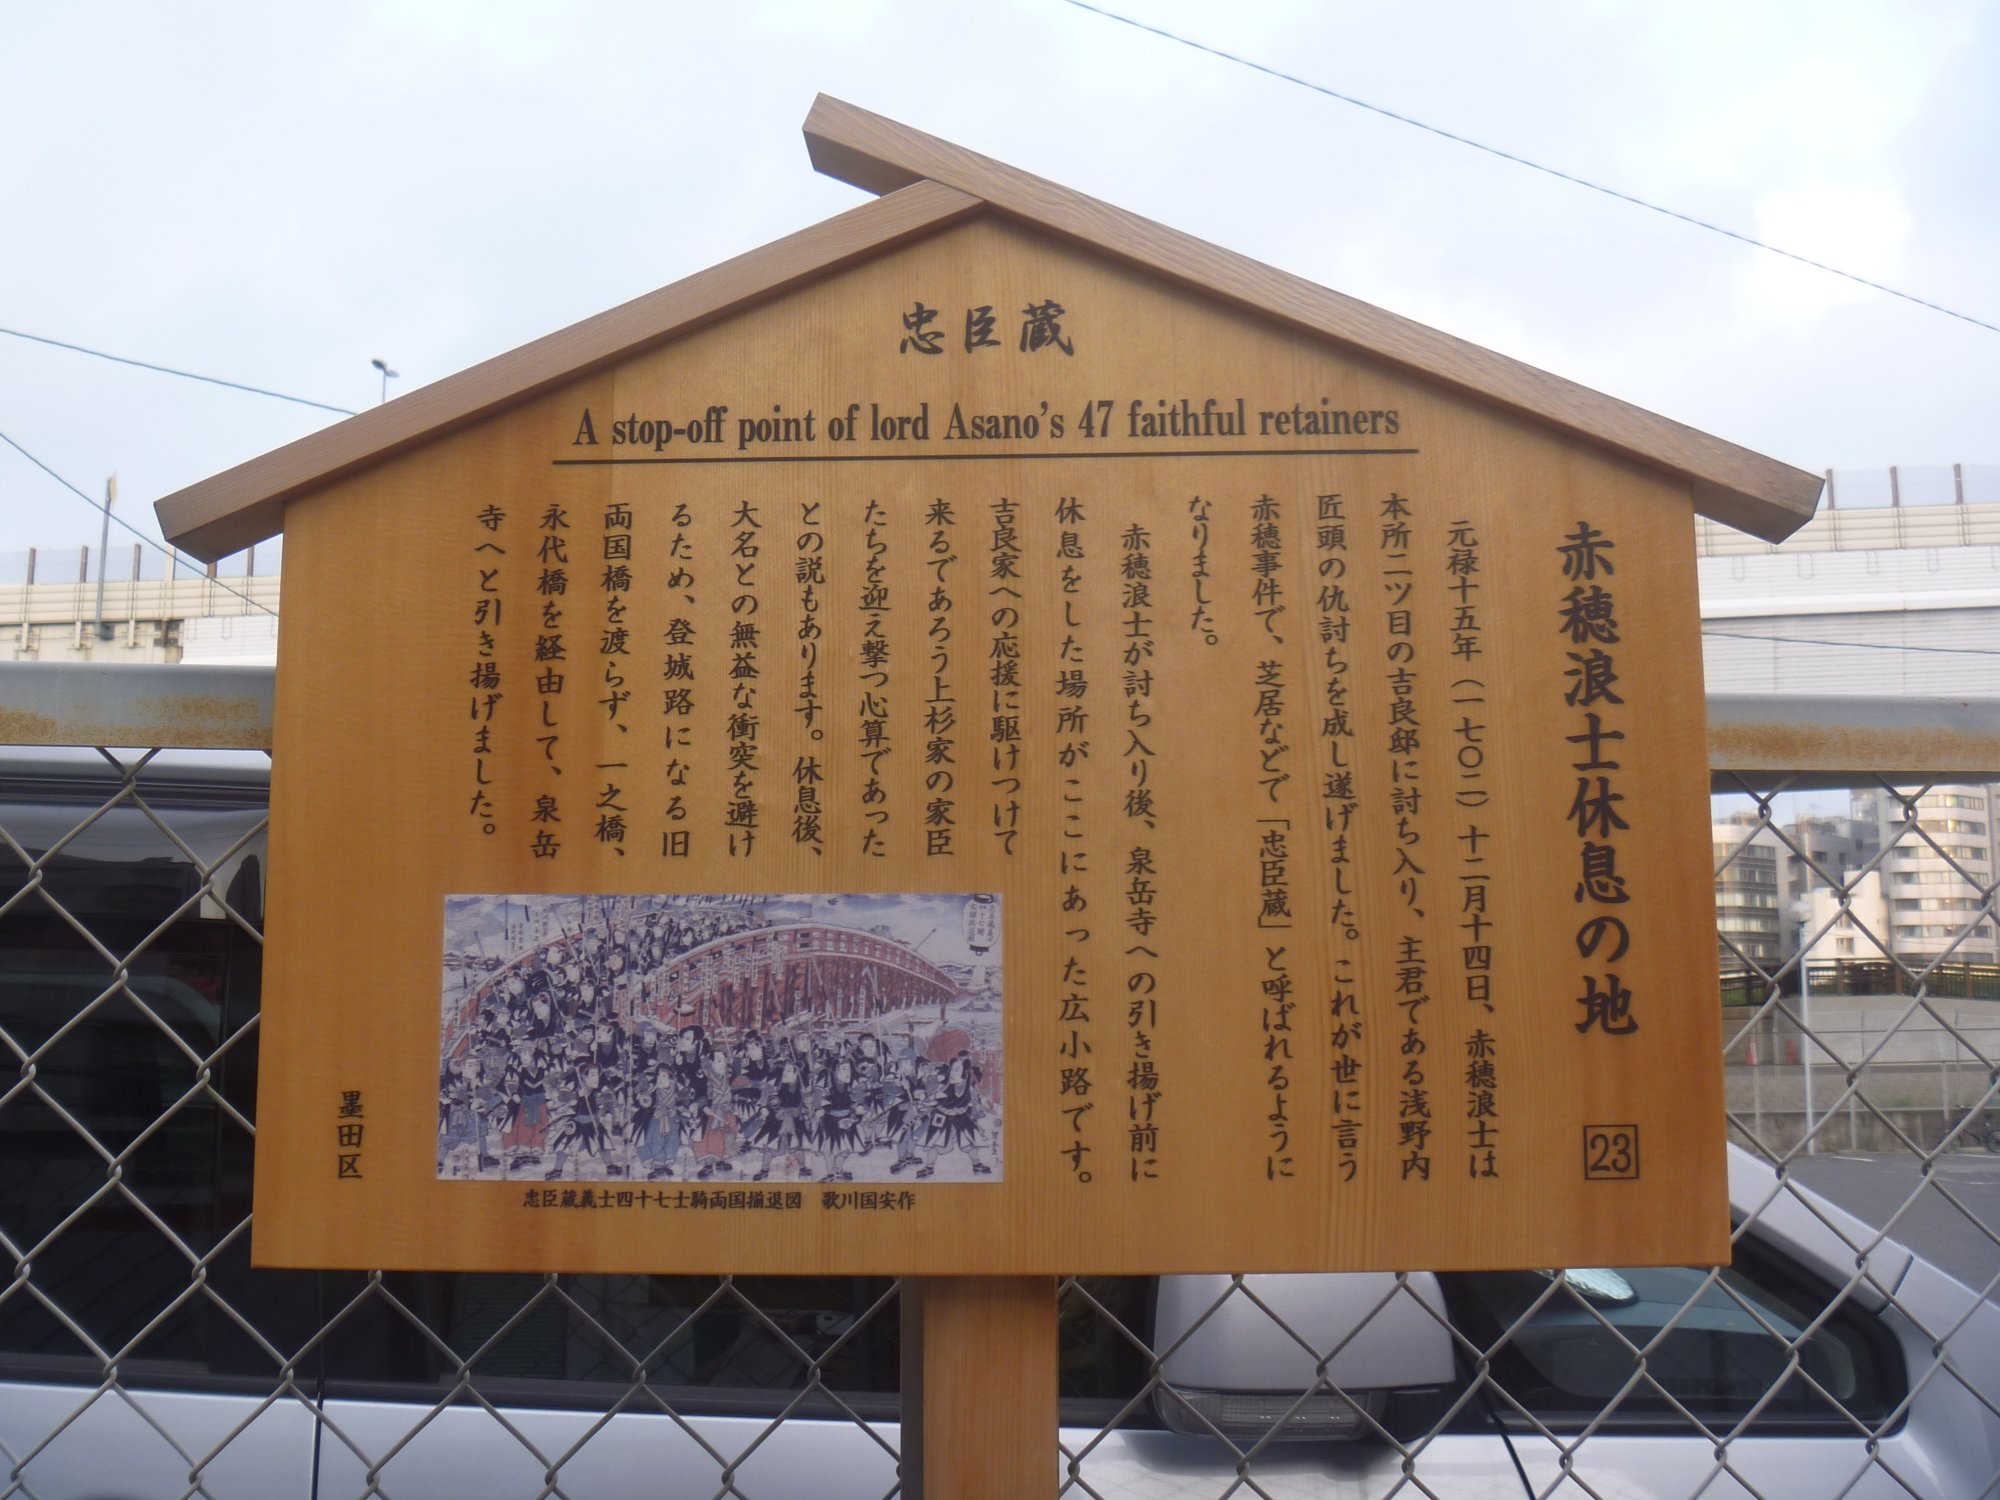 忠臣蔵
A stop-off point of lord Asano's 47 faithful retainers
赤穂浪士休息の地 23
元禄十五年(一七〇二)十二月十四日、赤穂浪士は
本所二ツ目の吉良邸に討ち入り、主君である浅野内
匠頭の仇討ちを成し遂げました。これが世に言う
赤穂事件で、芝居などで「忠臣蔵」と呼ばれるように
なりました。
赤穂浪士が討ち入り後、泉岳寺への引き揚げ前に
休息をした場所がここにあった広小路です。
吉良家への応援に駆けつけて
来るであろう上杉家の家臣
たちを迎え撃つ心算であった
との説もあります。休息後、
大名との無益な衝突を避け
るため、登城路になる旧
両国橋を渡らず、一之橋、
永代橋を経由して、泉岳
寺へと引き揚げました。
忠臣蔵義士四十七士騎両国揃退図 歌川国安作
墨田区